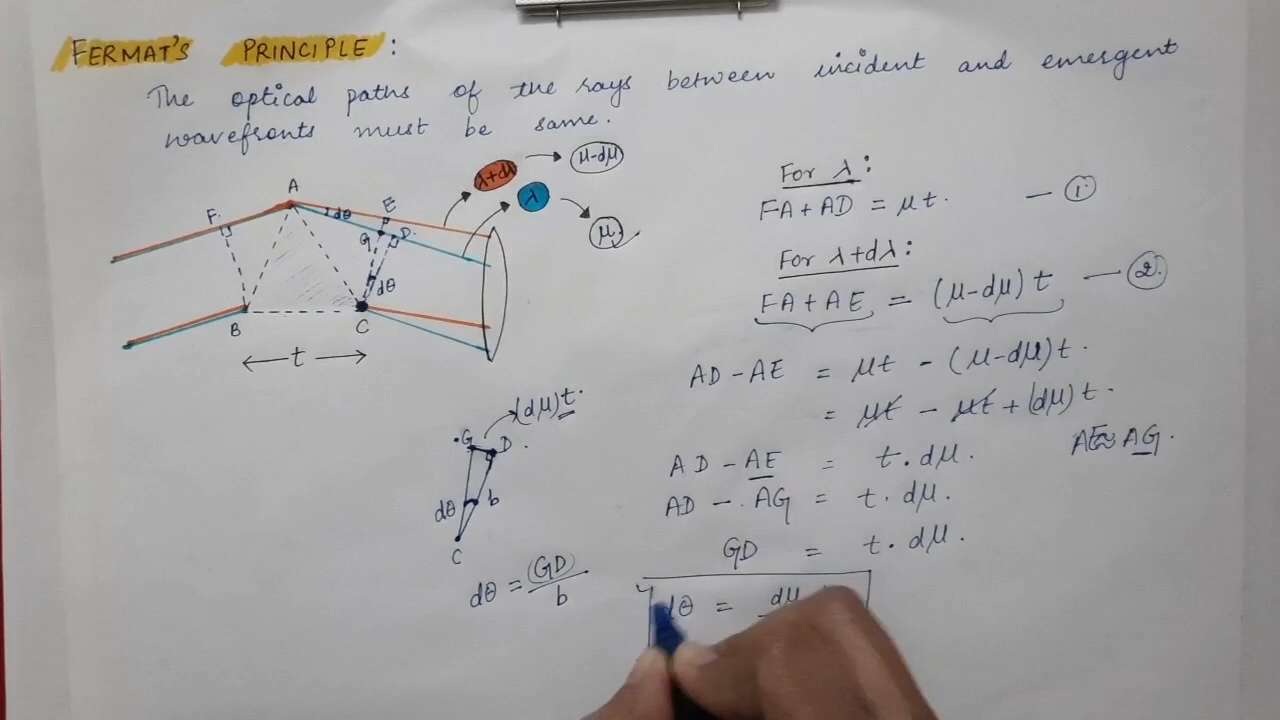 FERMAT'S PRINCIPLE :
The optical paths of the rays between incident and emergent
wavefronts must be same.
λ+dλ → μ-dμ
λ
μ
A
F
dθ
E
G
D
dθ
B
C
t
For λ :
FA + AD = μt. — 1.
For λ+dλ :
FA + AE = (μ-dμ) t — 2.
AD - AE = μt - (μ-dμ)t.
= μt - μt + (dμ) t.
AD - AE = t. dμ. AE ≈ AG.
AD - AG = t. dμ.
GD = t. dμ.
(dμ) t.
G D
dθ b
C
dθ = (GD) / b
dθ = dμ